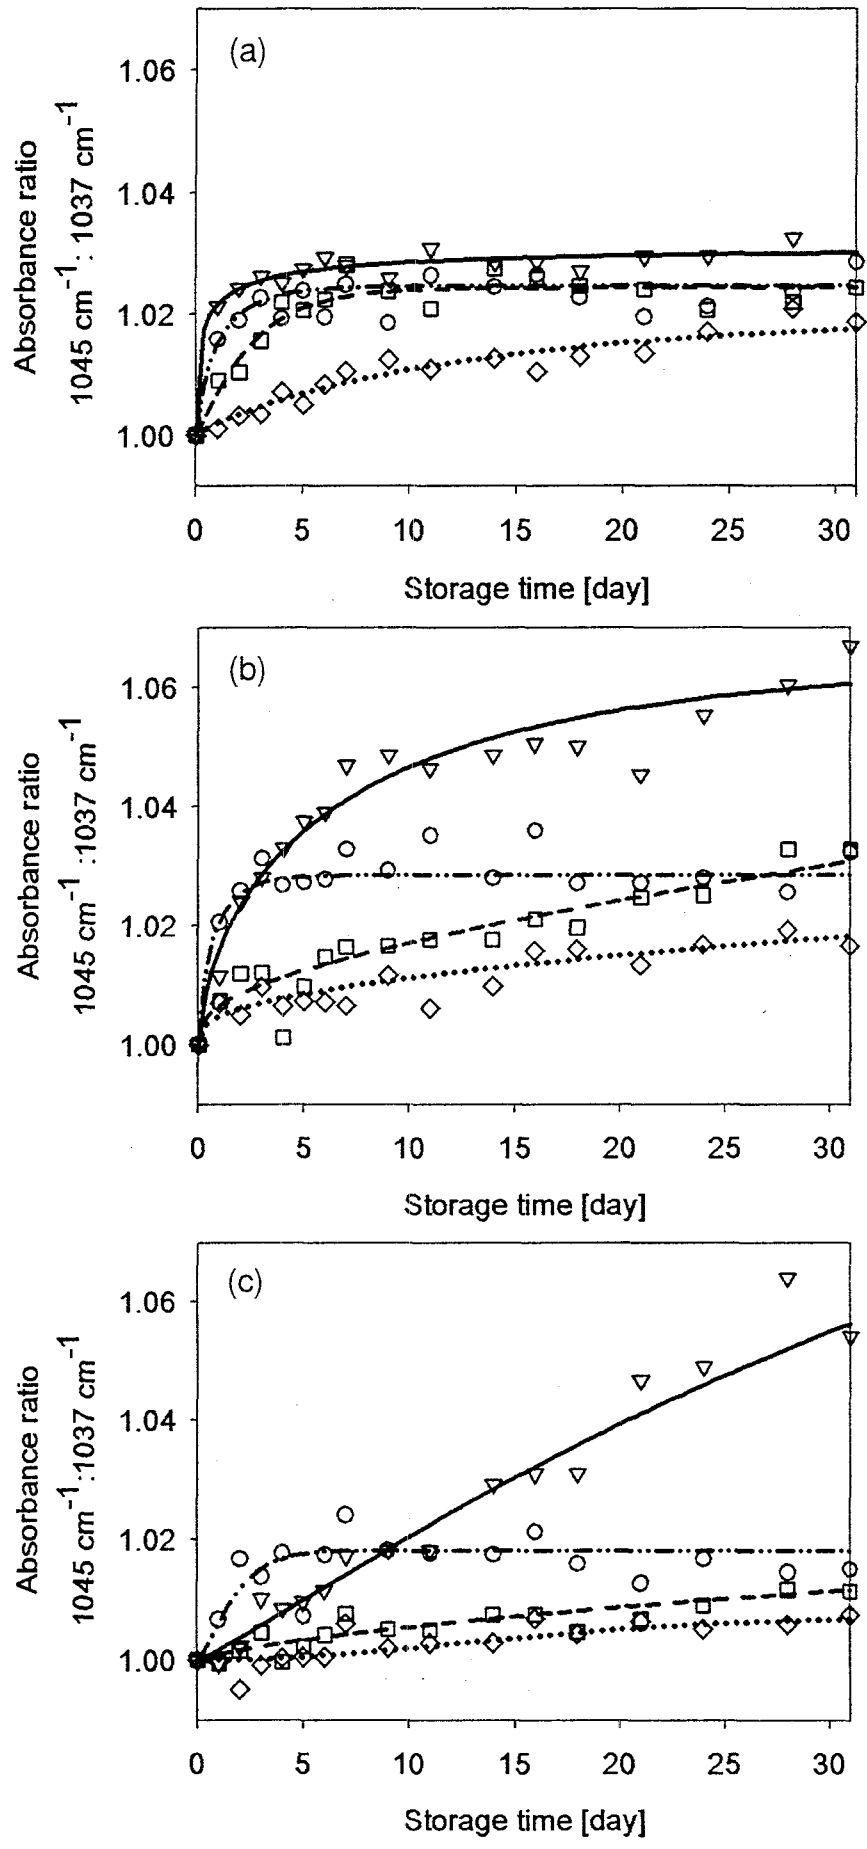 (a)
1.06
1.04
1.02
1.00
Absorbance ratio
1045 cm⁻¹: 1037 cm⁻¹
0 5 10 15 20 25 30
Storage time [day]
(b)
1.06
1.04
1.02
1.00
Absorbance ratio
1045 cm⁻¹ :1037 cm⁻¹
0 5 10 15 20 25 30
Storage time [day]
(c)
1.06
1.04
1.02
1.00
Absorbance ratio
1045 cm⁻¹:1037 cm⁻¹
0 5 10 15 20 25 30
Storage time [day]